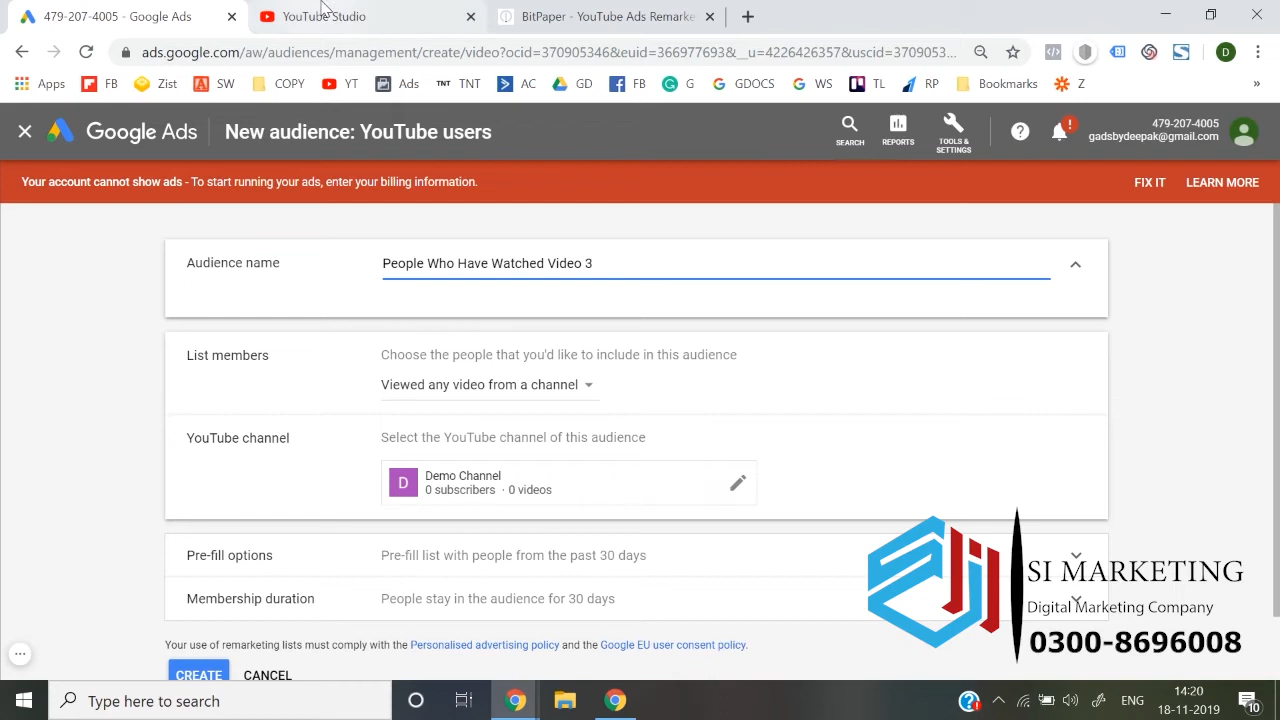 479-207-4005 - Google Ads
YouTube Studio
BitPaper - YouTube Ads Remarke
ads.google.com/aw/audiences/management/create/video?ocid=370905346&euid=366977693&__u=4226426357&uscid=3709053...
Apps
FB
Zist
SW
COPY
YT
Ads
TNT
TNT
AC
GD
FB
G
GDOCS
WS
TL
RP
Bookmarks
Z
Google Ads
New audience: YouTube users
SEARCH
REPORTS
TOOLS &
SETTINGS
479-207-4005
gadsbydeepak@gmail.com
Your account cannot show ads - To start running your ads, enter your billing information.
FIX IT
LEARN MORE
Audience name
People Who Have Watched Video 3
List members
Choose the people that you'd like to include in this audience
Viewed any video from a channel
YouTube channel
Select the YouTube channel of this audience
D
Demo Channel
0 subscribers · 0 videos
Pre-fill options
Pre-fill list with people from the past 30 days
Membership duration
People stay in the audience for 30 days
SI MARKETING
Digital Marketing Company
0300-8696008
Your use of remarketing lists must comply with the Personalised advertising policy and the Google EU user consent policy.
CREATE
CANCEL
Type here to search
ENG
14:20
18-11-2019
10